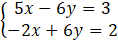 5x − 6y = 3
−2x + 6y = 2